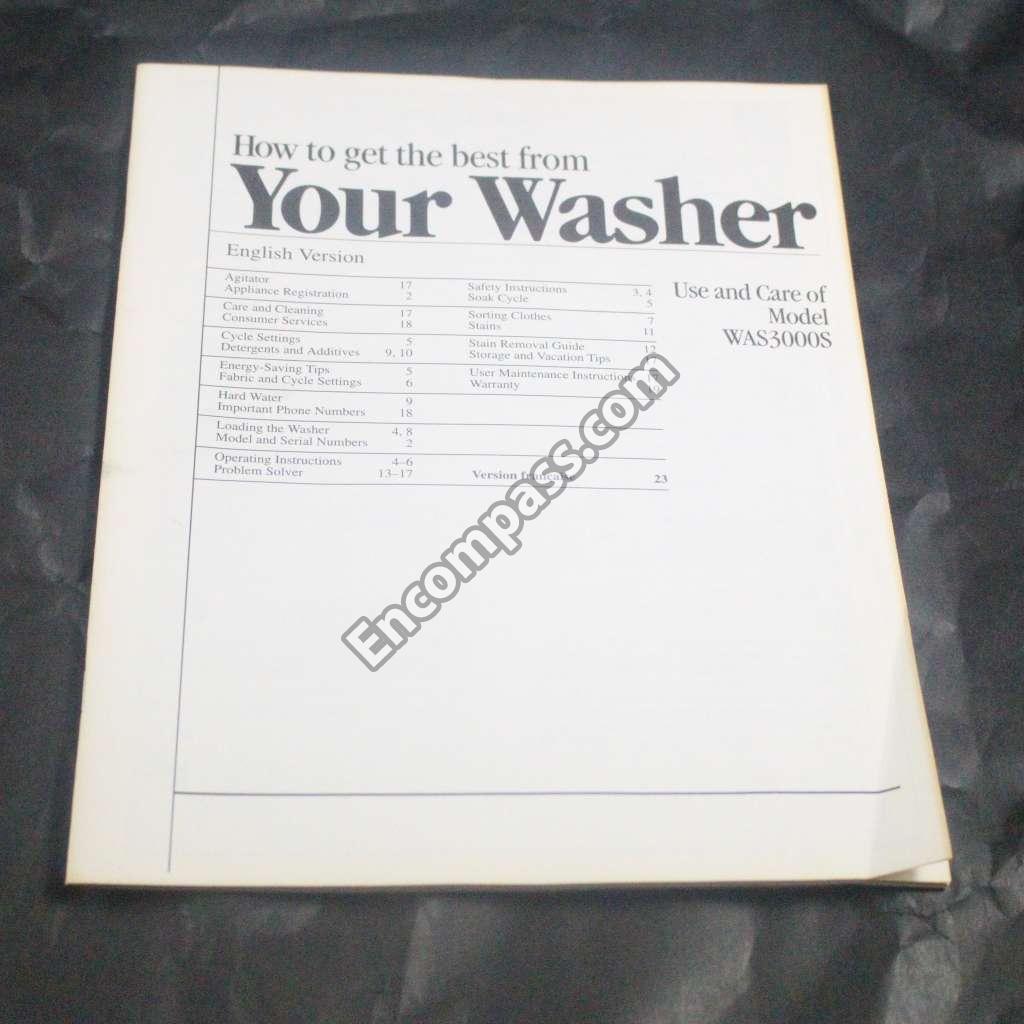 How to get the best from
Your Washer
English Version
Use and Care of
Model
WAS3000S
Agitator 17
Appliance Registration 2
Care and Cleaning 17
Consumer Services 18
Cycle Settings 5
Detergents and Additives 9, 10
Energy-Saving Tips 5
Fabric and Cycle Settings 6
Hard Water 9
Important Phone Numbers 18
Loading the Washer 4, 8
Model and Serial Numbers 2
Operating Instructions 4–6
Problem Solver 13–17
Safety Instructions 3, 4
Soak Cycle 5
Sorting Clothes 7
Stains 11
Stain Removal Guide 12
Storage and Vacation Tips
User Maintenance Instructions
Warranty
Version française 23
Encompass.com